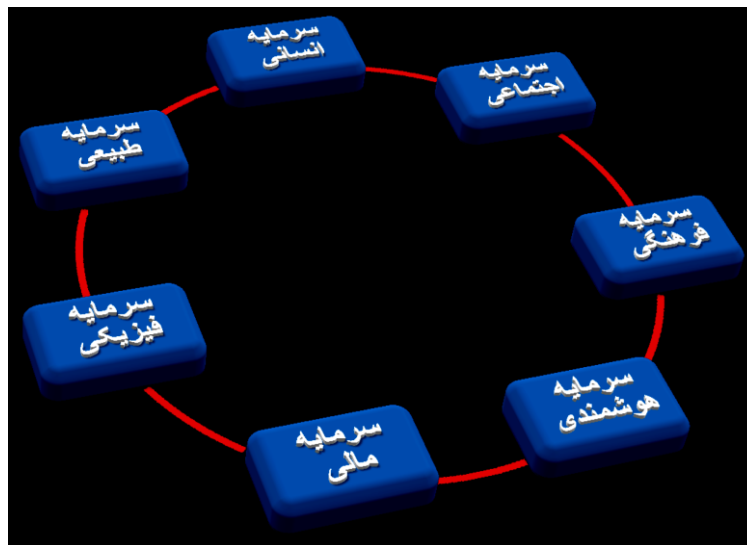 سرمایه
انسانی
سرمایه
اجتماعی
سرمایه
فرهنگی
سرمایه
هوشمندی
سرمایه
مالی
سرمایه
فیزیکی
سرمایه
طبیعی